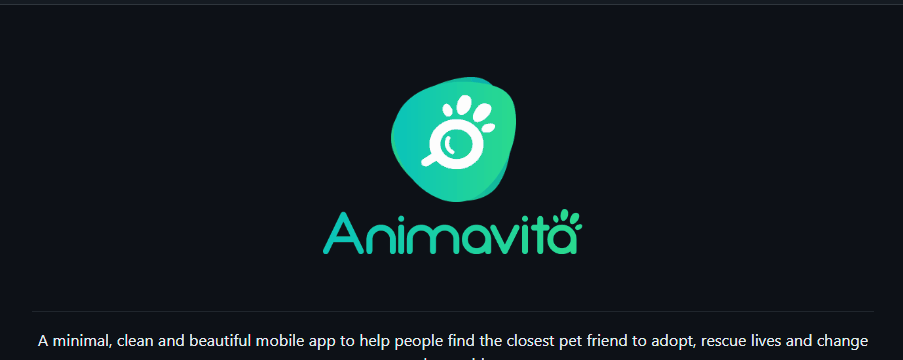 Animavita
A minimal, clean and beautiful mobile app to help people find the closest pet friend to adopt, rescue lives and change